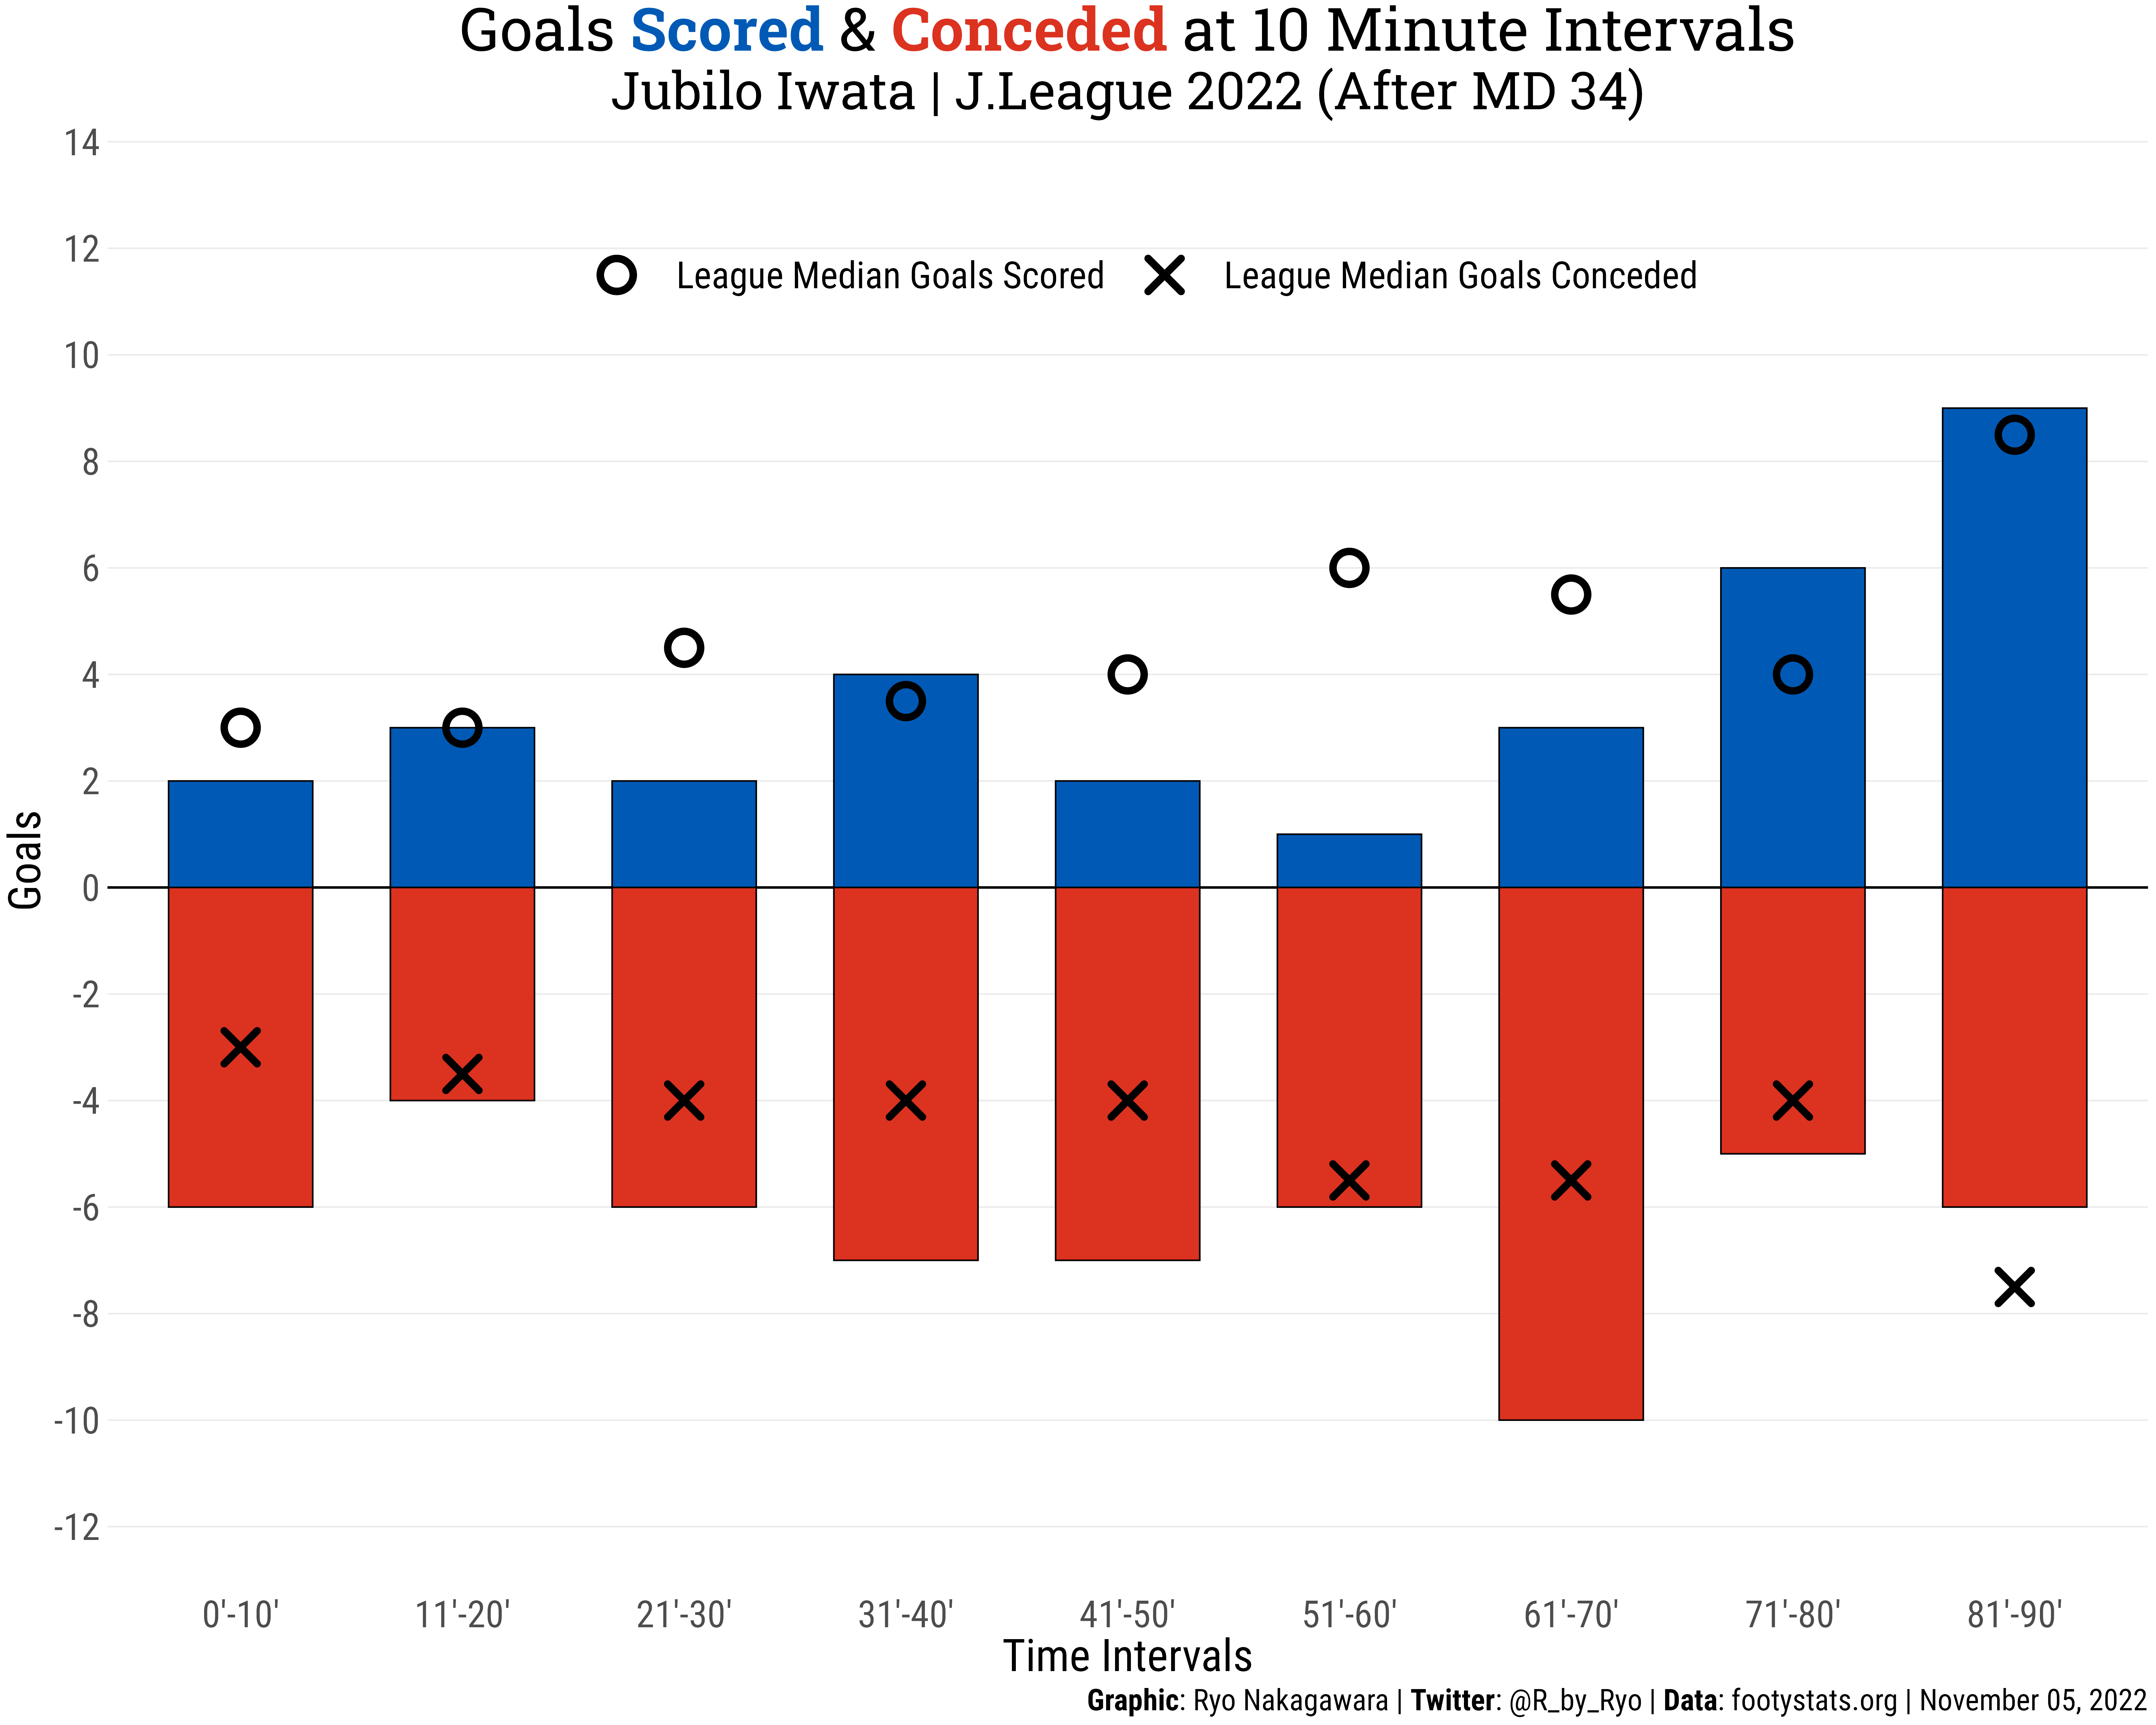 Goals Scored & Conceded at 10 Minute Intervals
Jubilo Iwata | J.League 2022 (After MD 34)
14
12
League Median Goals Scored League Median Goals Conceded
10
8
6
4
2
0
-2
-4
-6
-8
-10
-12
Goals
0'-10' 11'-20' 21'-30' 31'-40' 41'-50' 51'-60' 61'-70' 71'-80' 81'-90'
Time Intervals
Graphic: Ryo Nakagawara | Twitter: @R_by_Ryo | Data: footystats.org | November 05, 2022